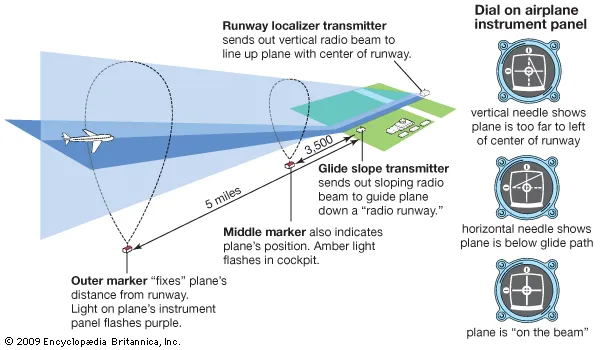 Runway localizer transmitter
sends out vertical radio beam to
line up plane with center of runway.
Dial on airplane
instrument panel
vertical needle shows
plane is too far to left
of center of runway
3,500
5 miles
Glide slope transmitter
sends out sloping radio
beam to guide plane
down a “radio runway.”
Middle marker also indicates
plane’s position. Amber light
flashes in cockpit.
horizontal needle shows
plane is below glide path
Outer marker “fixes” plane’s
distance from runway.
Light on plane’s instrument
panel flashes purple.
plane is “on the beam”
© 2009 Encyclopædia Britannica, Inc.